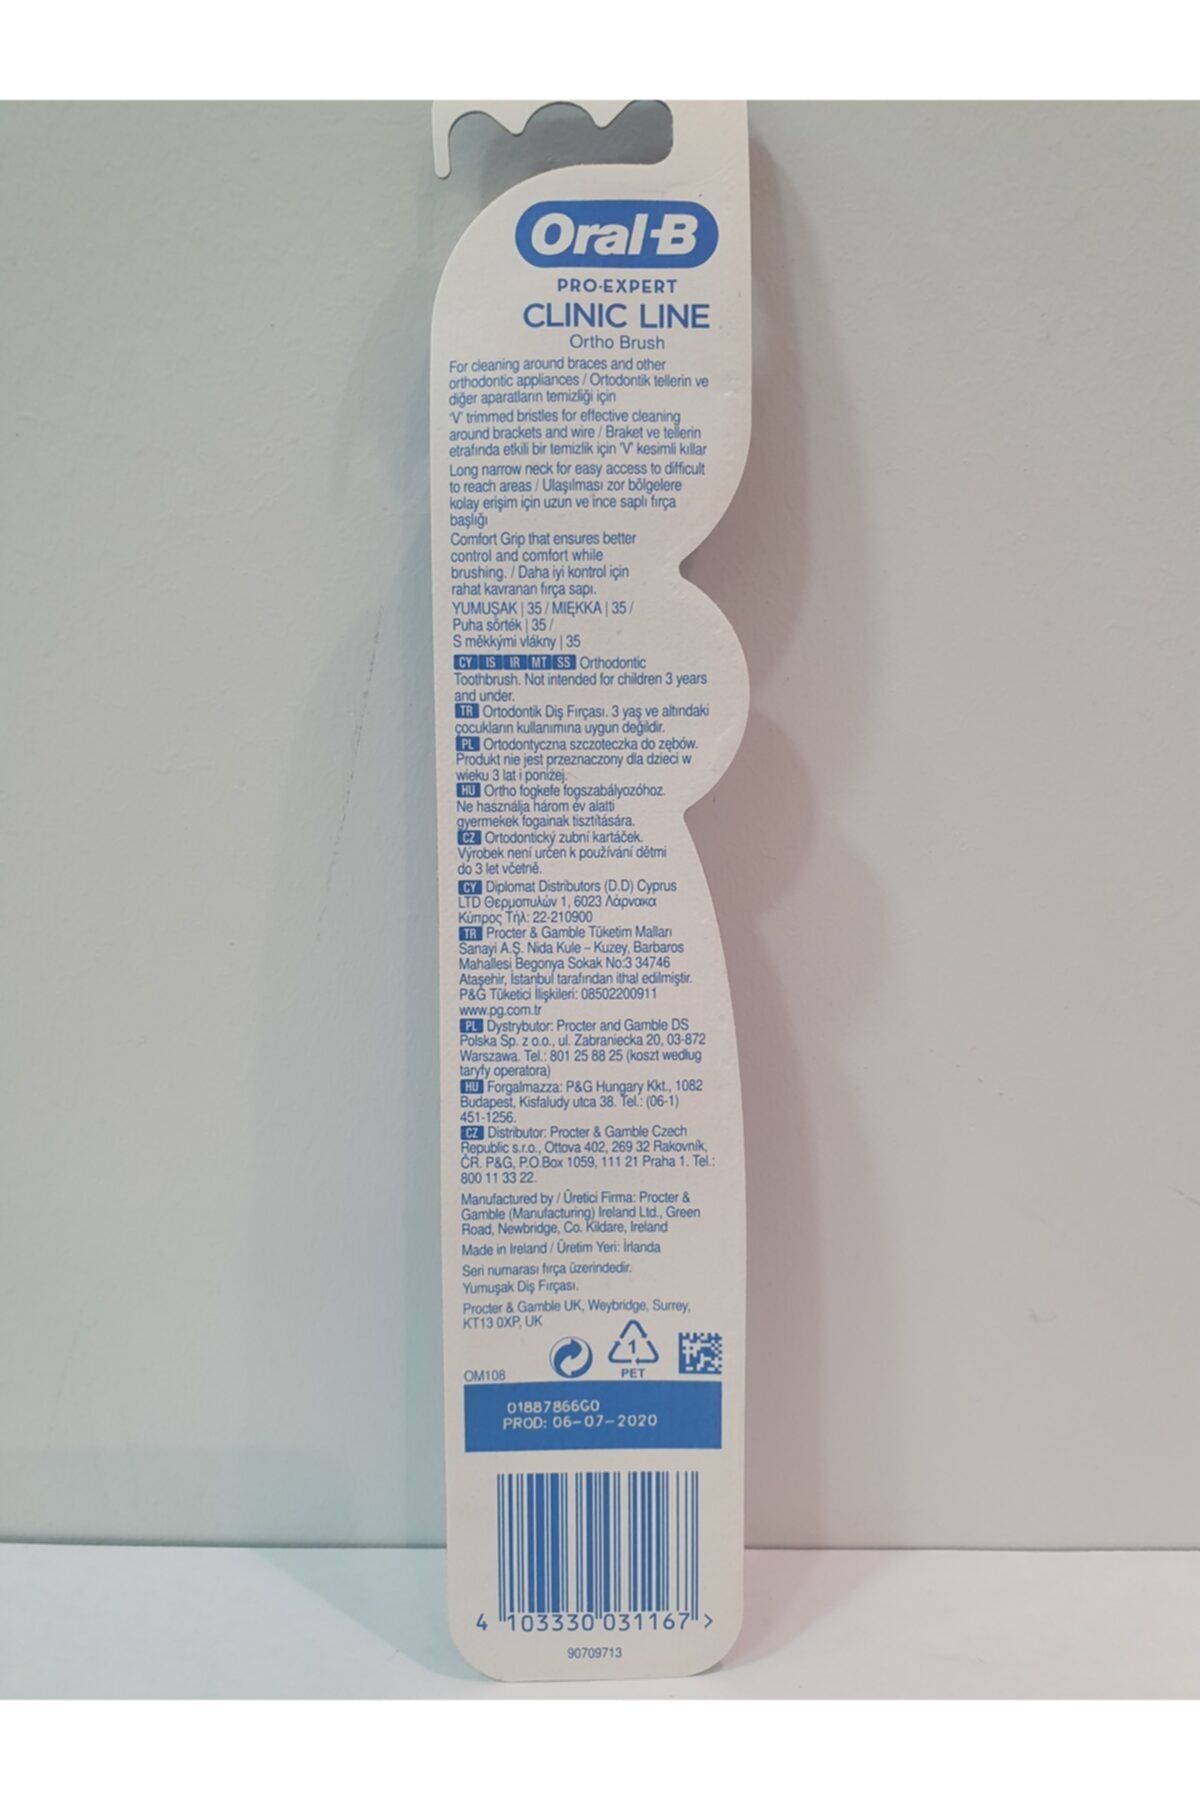 Oral-B
PRO-EXPERT
CLINIC LINE
Ortho Brush
For cleaning around braces and other
orthodontic appliances / Ortodontik tellerin ve
diğer aparatların temizliği için
'V' trimmed bristles for effective cleaning
around brackets and wire / Braket ve tellerin
etrafında etkili bir temizlik için 'V' kesimli kıllar
Long narrow neck for easy access to difficult
to reach areas / Ulaşılması zor bölgelere
kolay erişim için uzun ve ince saplı fırça
başlığı
Comfort Grip that ensures better
control and comfort while
brushing. / Daha iyi kontrol için
rahat kavranan fırça sapı.
YUMUŞAK | 35 / MIĘKKA | 35 /
Puha sörték | 35 /
S měkkými vlákny | 35
CY IS IR MT SS Orthodontic
Toothbrush. Not intended for children 3 years
and under.
TR Ortodontik Diş Fırçası. 3 yaş ve altındaki
çocukların kullanımına uygun değildir.
PL Ortodontyczna szczoteczka do zębów.
Produkt nie jest przeznaczony dla dzieci w
wieku 3 lat i poniżej.
HU Ortho fogkefe fogszabályozóhoz.
Ne használja három év alatti
gyermekek fogainak tisztítására.
CZ Ortodontický zubní kartáček.
Výrobek není určen k používání dětmi
do 3 let včetně.
CY Diplomat Distributors (D.D) Cyprus
LTD Θερμοπυλών 1, 6023 Λάρνακα
Κύπρος Τήλ: 22-210900
TR Procter & Gamble Tüketim Malları
Sanayi A.Ş. Nida Kule – Kuzey, Barbaros
Mahallesi Begonya Sokak No:3 34746
Ataşehir, İstanbul tarafından ithal edilmiştir.
P&G Tüketici İlişkileri: 08502200911
www.pg.com.tr
PL Dystrybutor: Procter and Gamble DS
Polska Sp. z o.o., ul. Zabraniecka 20, 03-872
Warszawa. Tel.: 801 25 88 25 (koszt według
taryfy operatora)
HU Forgalmazza: P&G Hungary Kkt., 1082
Budapest, Kisfaludy utca 38. Tel.: (06-1)
451-1256.
CZ Distributor: Procter & Gamble Czech
Republic s.r.o., Ottova 402, 269 32 Rakovník,
ČR. P&G, P.O.Box 1059, 111 21 Praha 1. Tel.:
800 11 33 22.
Manufactured by / Üretici Firma: Procter &
Gamble (Manufacturing) Ireland Ltd., Green
Road, Newbridge, Co. Kildare, Ireland
Made in Ireland / Üretim Yeri: İrlanda
Seri numarası fırça üzerindedir.
Yumuşak Diş Fırçası.
Procter & Gamble UK, Weybridge, Surrey,
KT13 0XP, UK
1
PET
OM108
01887866G0
PROD: 06-07-2020
4 103330 031167 >
90709713